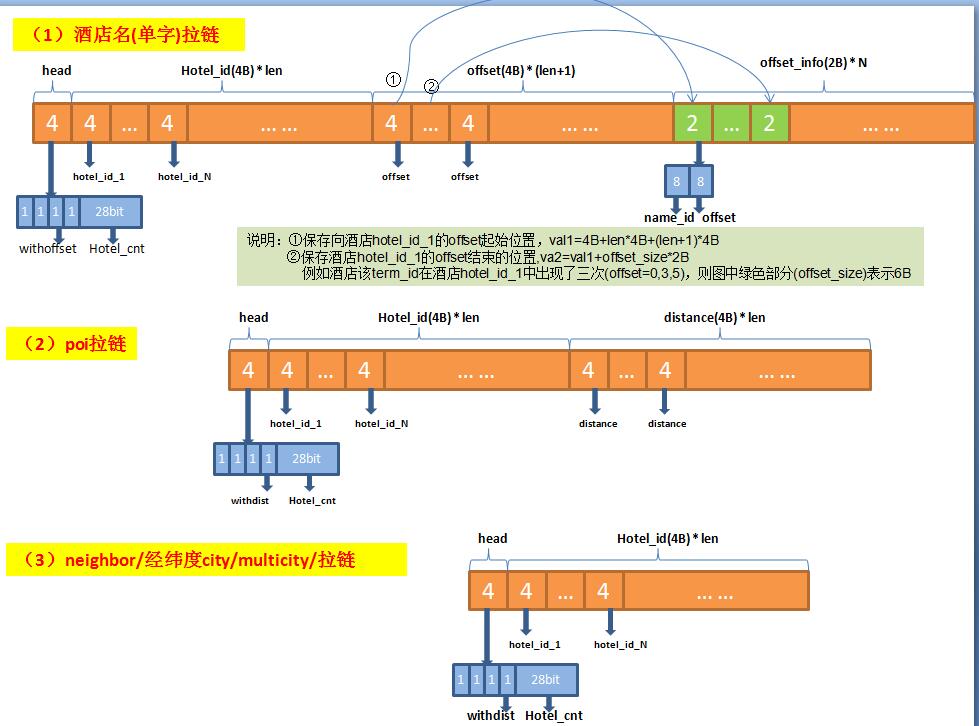 （1）酒店名(单字)拉链
head
Hotel_id(4B)*len
①
②
offset(4B)*(len+1)
offset_info(2B)*N
4 4 ... 4 ... ... 4 ... 4 ... ... 2 ... 2 ... ...
hotel_id_1
hotel_id_N
offset
offset
1 1 1 1 28bit
8 8
withoffset
Hotel_cnt
name_id
offset
说明：①保存向酒店hotel_id_1的offset起始位置，val1=4B+len*4B+(len+1)*4B
②保存酒店hotel_id_1的offset结束的位置,va2=val1+offset_size*2B
例如酒店该term_id在酒店hotel_id_1中出现了三次(offset=0,3,5)，则图中绿色部分(offset_size)表示6B
（2）poi拉链
head
Hotel_id(4B)*len
distance(4B)*len
4 4 ... 4 ... ... 4 ... 4 ... ...
hotel_id_1
hotel_id_N
distance
distance
1 1 1 1 28bit
withdist
Hotel_cnt
（3）neighbor/经纬度city/multicity/拉链
head
Hotel_id(4B)*len
4 4 ... 4 ... ...
hotel_id_1
hotel_id_N
1 1 1 1 28bit
withdist
Hotel_cnt